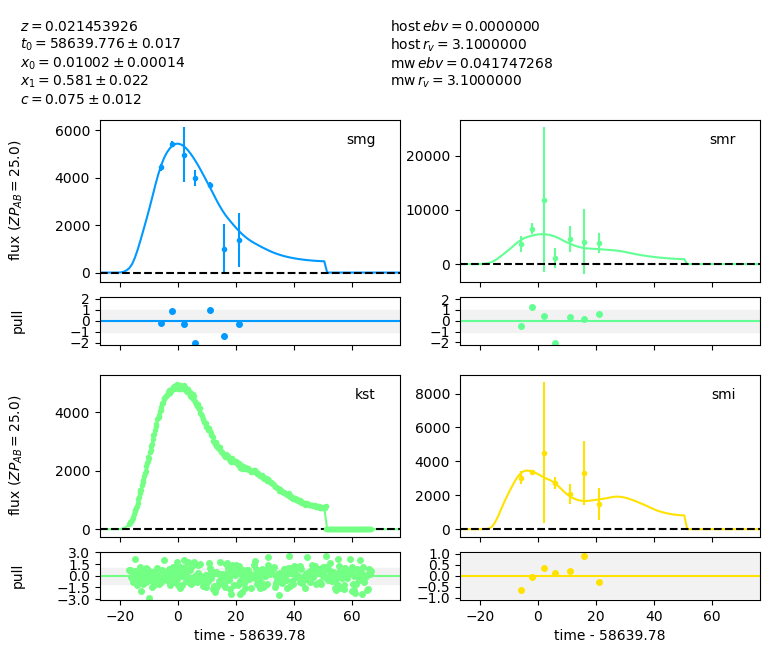 z = 0.021453926
t0 = 58639.776 ± 0.017
x0 = 0.01002 ± 0.00014
x1 = 0.581 ± 0.022
c = 0.075 ± 0.012
host ebv = 0.0000000
host rv = 3.1000000
mw ebv = 0.041747268
mw rv = 3.1000000
flux (ZPAB = 25.0)
6000
4000
2000
0
smg
20000
10000
0
smr
pull
2
1
0
−1
−2
2
1
0
−1
−2
flux (ZPAB = 25.0)
4000
2000
0
kst
8000
6000
4000
2000
0
smi
pull
3.0
1.5
0.0
−1.5
−3.0
1.0
0.5
0.0
−0.5
−1.0
−20 0 20 40 60
−20 0 20 40 60
time - 58639.78
time - 58639.78